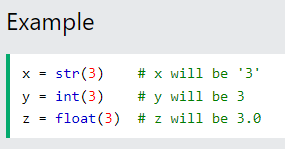 Example
x = str(3)    # x will be '3'
y = int(3)    # y will be 3
z = float(3)  # z will be 3.0